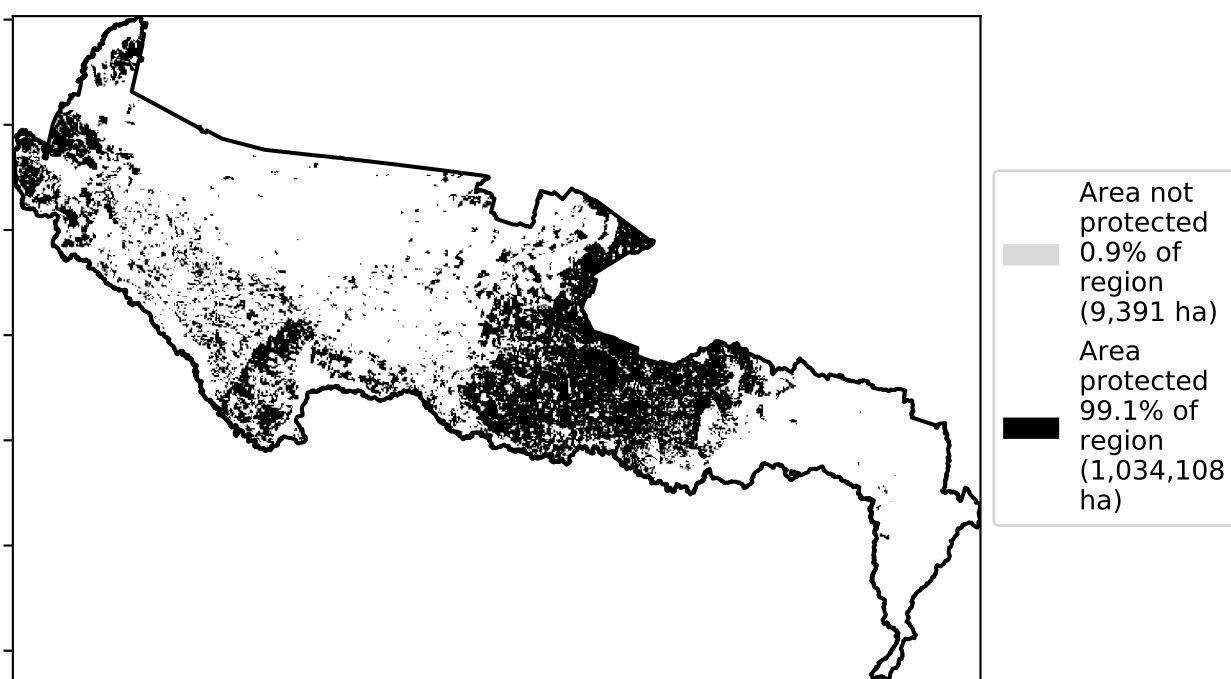 Area not
protected
0.9% of
region
(9,391 ha)
Area
protected
99.1% of
region
(1,034,108
ha)